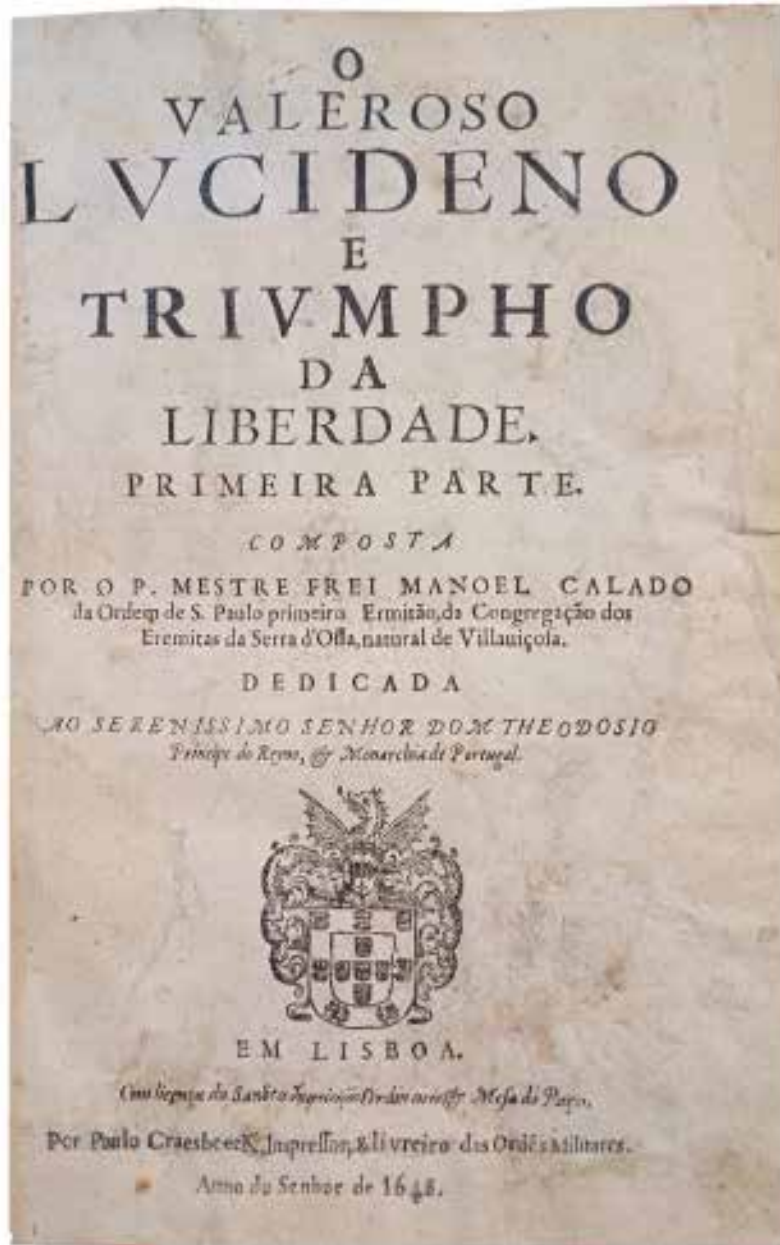 O
VALEROSO
LVCIDENO
E
TRIVMPHO
DA
LIBERDADE.
PRIMEIRA PARTE.
COMPOSTA
POR O P. MESTRE FREI MANOEL CALADO
da Ordem de S. Paulo primeiro Ermitão, da Congregação dos
Eremitas da Serra d'Ossa, natural de Villauiçosa.
DEDICADA
AO SERENISSIMO SENHOR DOM THEODOSIO
Principe do Reyno, & Monarchia de Portugal.
EM LISBOA.
Com licença da Sancta Inquisição Ordinario, & Mesa do Paço.
Por Paulo Craesbeeck, Impressor, & livreiro das Ordẽs Militares.
Anno do Senhor de 1648.